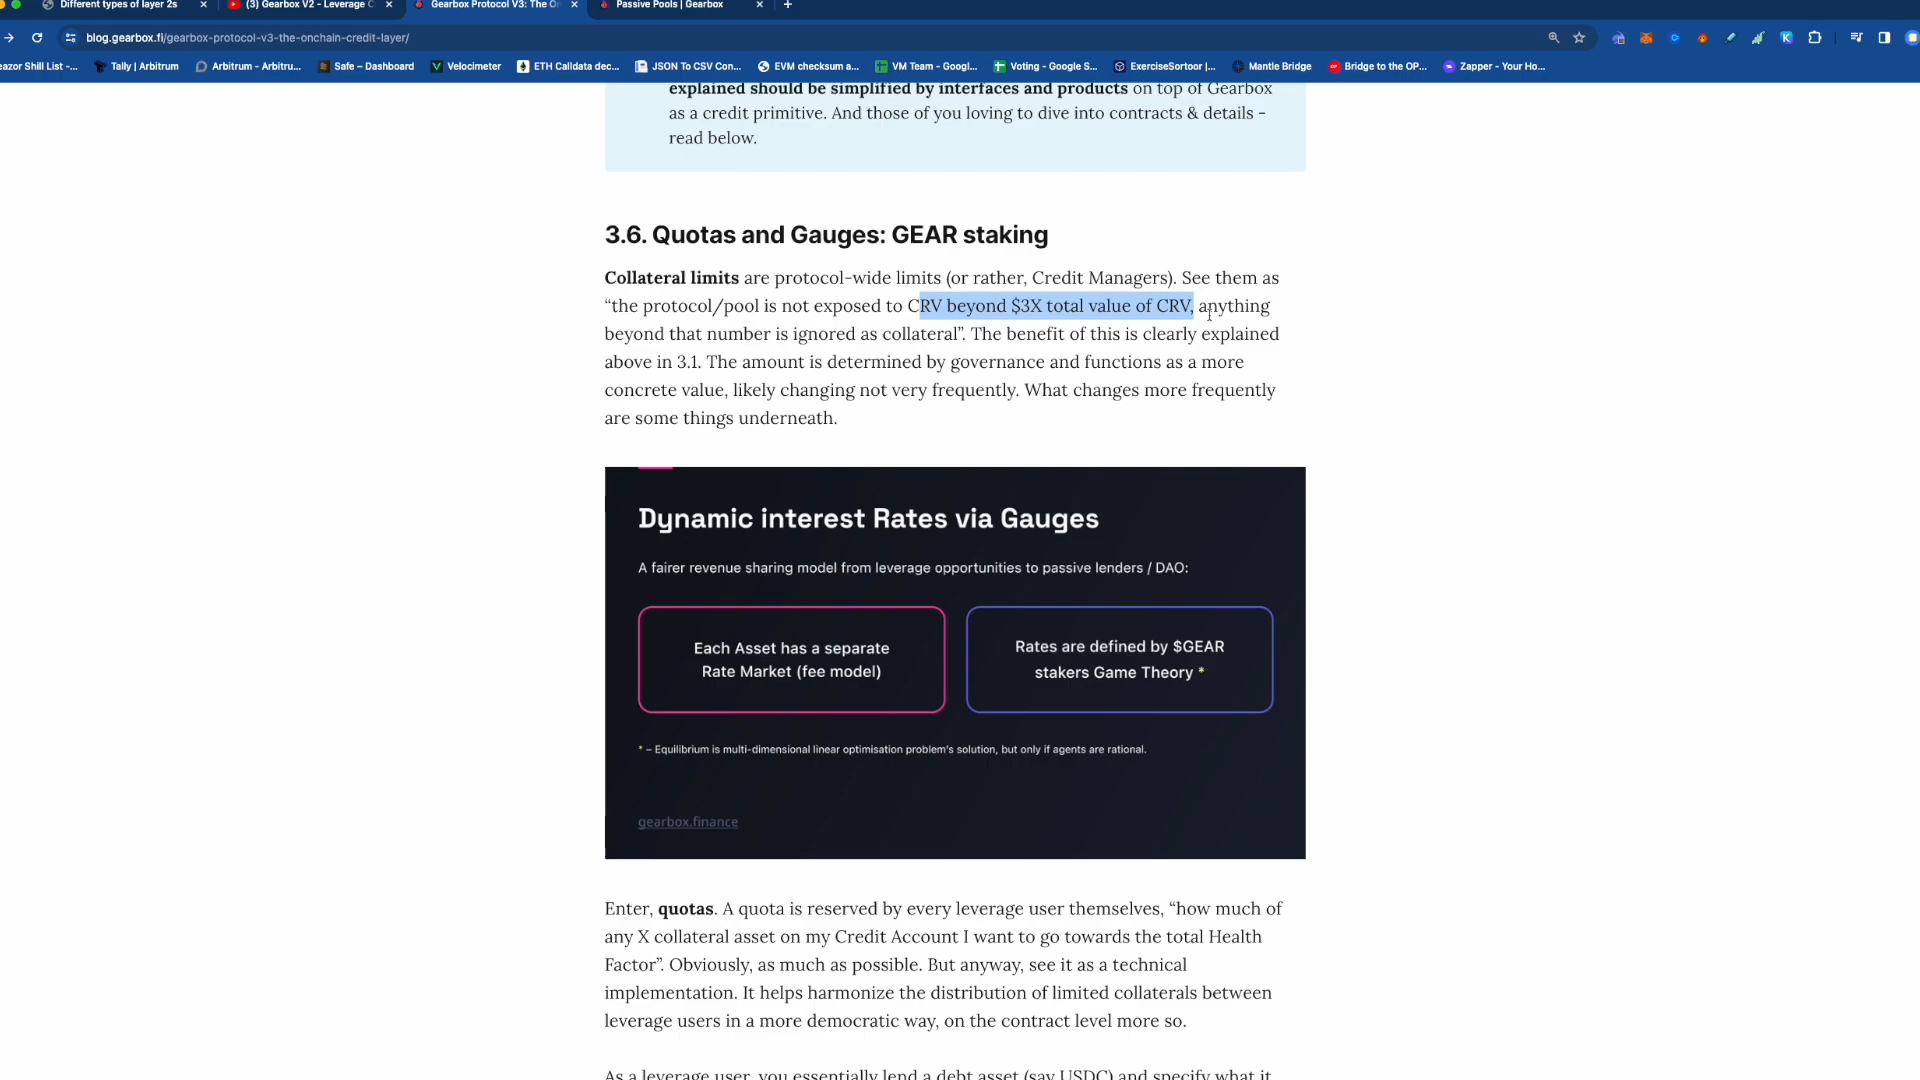 Different types of layer 2s
(3) Gearbox V2 - Leverage C
Gearbox Protocol V3: The On
Passive Pools | Gearbox
blog.gearbox.fi/gearbox-protocol-v3-the-onchain-credit-layer/
eazor Shill List -...
Tally | Arbitrum
Arbitrum - Arbitru...
Safe – Dashboard
Velocimeter
ETH Calldata dec...
JSON To CSV Con...
EVM checksum a...
VM Team - Googl...
Voting - Google S...
ExerciseSortoor |...
Mantle Bridge
Bridge to the OP...
Zapper - Your Ho...
explained should be simplified by interfaces and products on top of Gearbox
as a credit primitive. And those of you loving to dive into contracts & details -
read below.
3.6. Quotas and Gauges: GEAR staking
Collateral limits are protocol-wide limits (or rather, Credit Managers). See them as
“the protocol/pool is not exposed to CRV beyond $3X total value of CRV, anything
beyond that number is ignored as collateral”. The benefit of this is clearly explained
above in 3.1. The amount is determined by governance and functions as a more
concrete value, likely changing not very frequently. What changes more frequently
are some things underneath.
Dynamic interest Rates via Gauges
A fairer revenue sharing model from leverage opportunities to passive lenders / DAO:
Each Asset has a separate
Rate Market (fee model)
Rates are defined by $GEAR
stakers Game Theory *
* – Equilibrium is multi-dimensional linear optimisation problem's solution, but only if agents are rational.
gearbox.finance
Enter, quotas. A quota is reserved by every leverage user themselves, “how much of
any X collateral asset on my Credit Account I want to go towards the total Health
Factor”. Obviously, as much as possible. But anyway, see it as a technical
implementation. It helps harmonize the distribution of limited collaterals between
leverage users in a more democratic way, on the contract level more so.
As a leverage user, you essentially lend a debt asset (say USDC) and specify what it